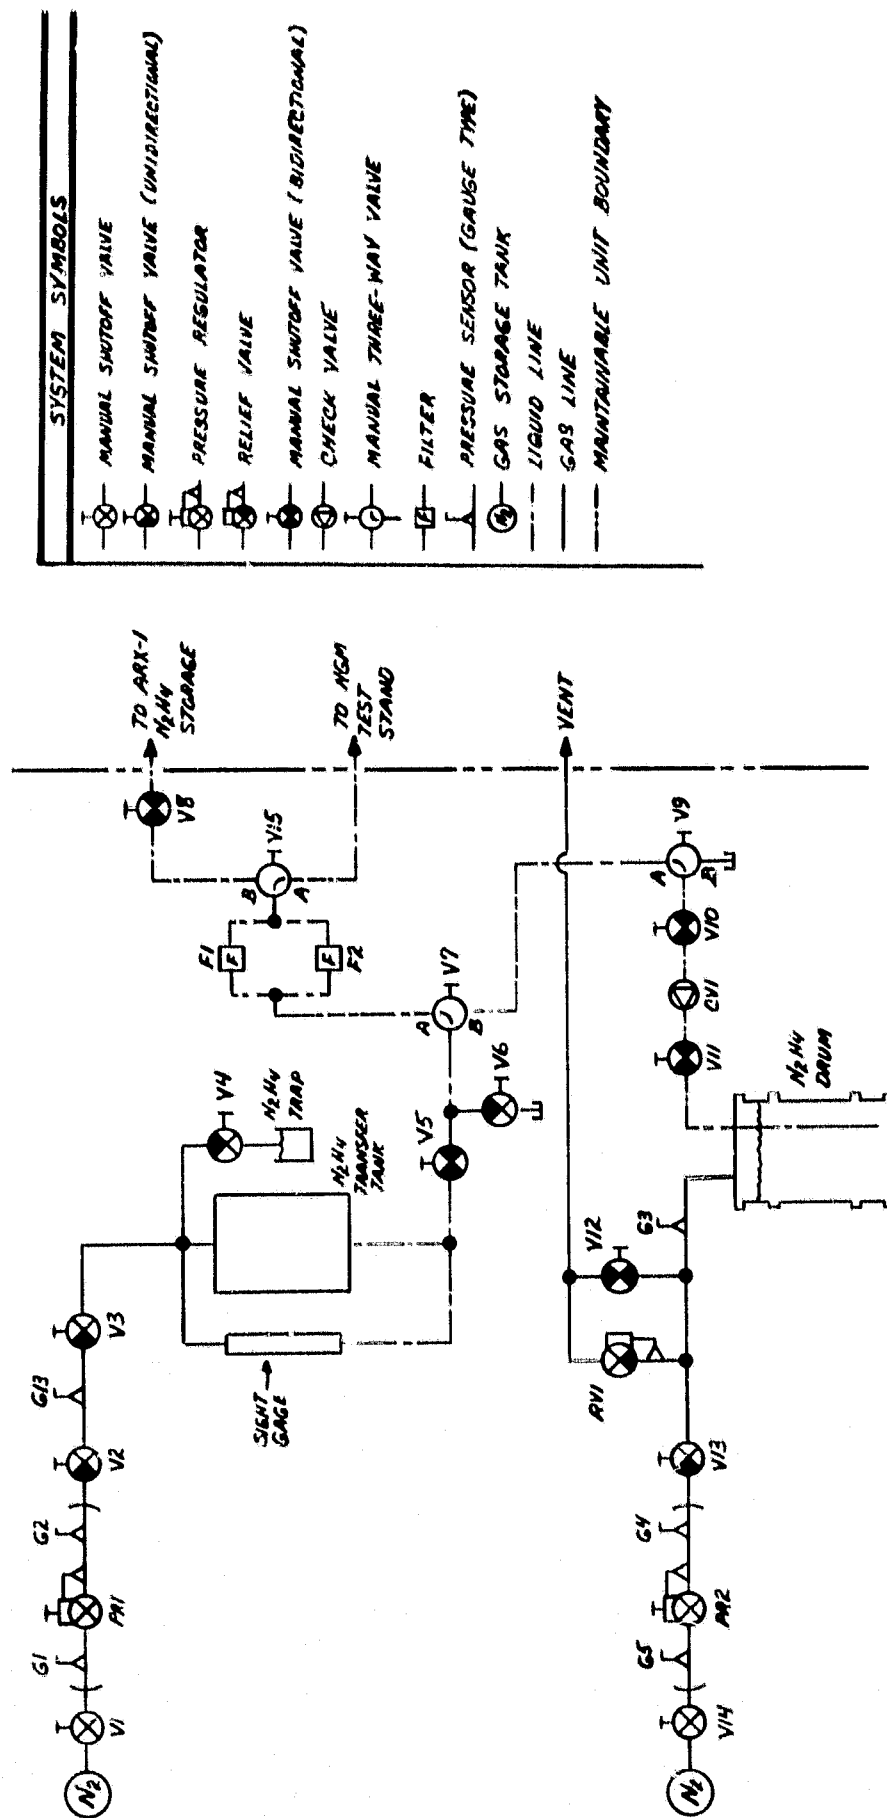 SYSTEM SYMBOLS
MANUAL SHUTOFF VALVE
MANUAL SHUTOFF VALVE (UNIDIRECTIONAL)
PRESSURE REGULATOR
RELIEF VALVE
MANUAL SHUTOFF VALVE (BIDIRECTIONAL)
CHECK VALVE
MANUAL THREE-WAY VALVE
F
FILTER
PRESSURE SENSOR (GAUGE TYPE)
N2
GAS STORAGE TANK
LIQUID LINE
GAS LINE
MAINTAINABLE UNIT BOUNDARY
N2
V1
G1
PR1
G2
V2
G13
V3
SIGHT
GAGE
N2H4
TRANSFER
TANK
V4
N2H4
TRAP
V5
V6
A
V7
B
F1
F
F
F2
B
V15
A
V8
TO ARX-1
N2H4
STORAGE
TO NGM
TEST
STAND
VENT
N2
V14
G5
PR2
G4
V13
RV1
V12
G3
N2H4
DRUM
V11
CV1
V10
A
V9
B